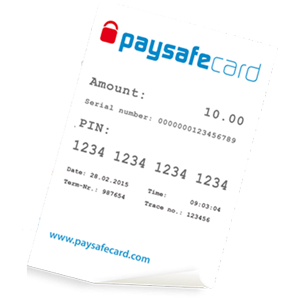 paysafecard
Amount: 10.00
Serial number: 0000000123456789
PIN:
1234 1234 1234 1234
Date: 28.02.2015 Time: 09:03:04
Term-Nr.: 987654 Trace no.: 123456
www.paysafecard.com